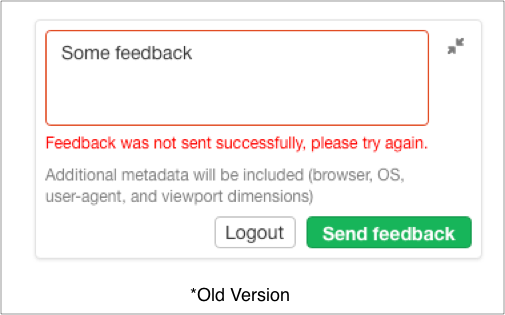 Some feedback
Feedback was not sent successfully, please try again.
Additional metadata will be included (browser, OS,
user-agent, and viewport dimensions)
Logout
Send feedback
*Old Version